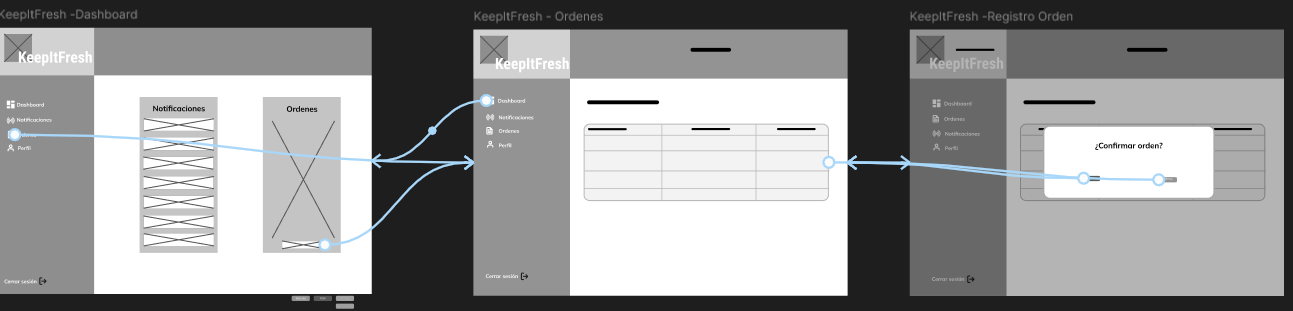 KeepItFresh -Dashboard
KeepItFresh
Dashboard
Notificaciones
Perfil
Cerrar sesión
Notificaciones
Ordenes
KeepItFresh - Ordenes
KeepItFresh
Dashboard
Notificaciones
Ordenes
Perfil
Cerrar sesión
KeepItFresh -Registro Orden
KeepItFresh
Dashboard
Ordenes
Notificaciones
Perfil
Cerrar sesión
¿Confirmar orden?